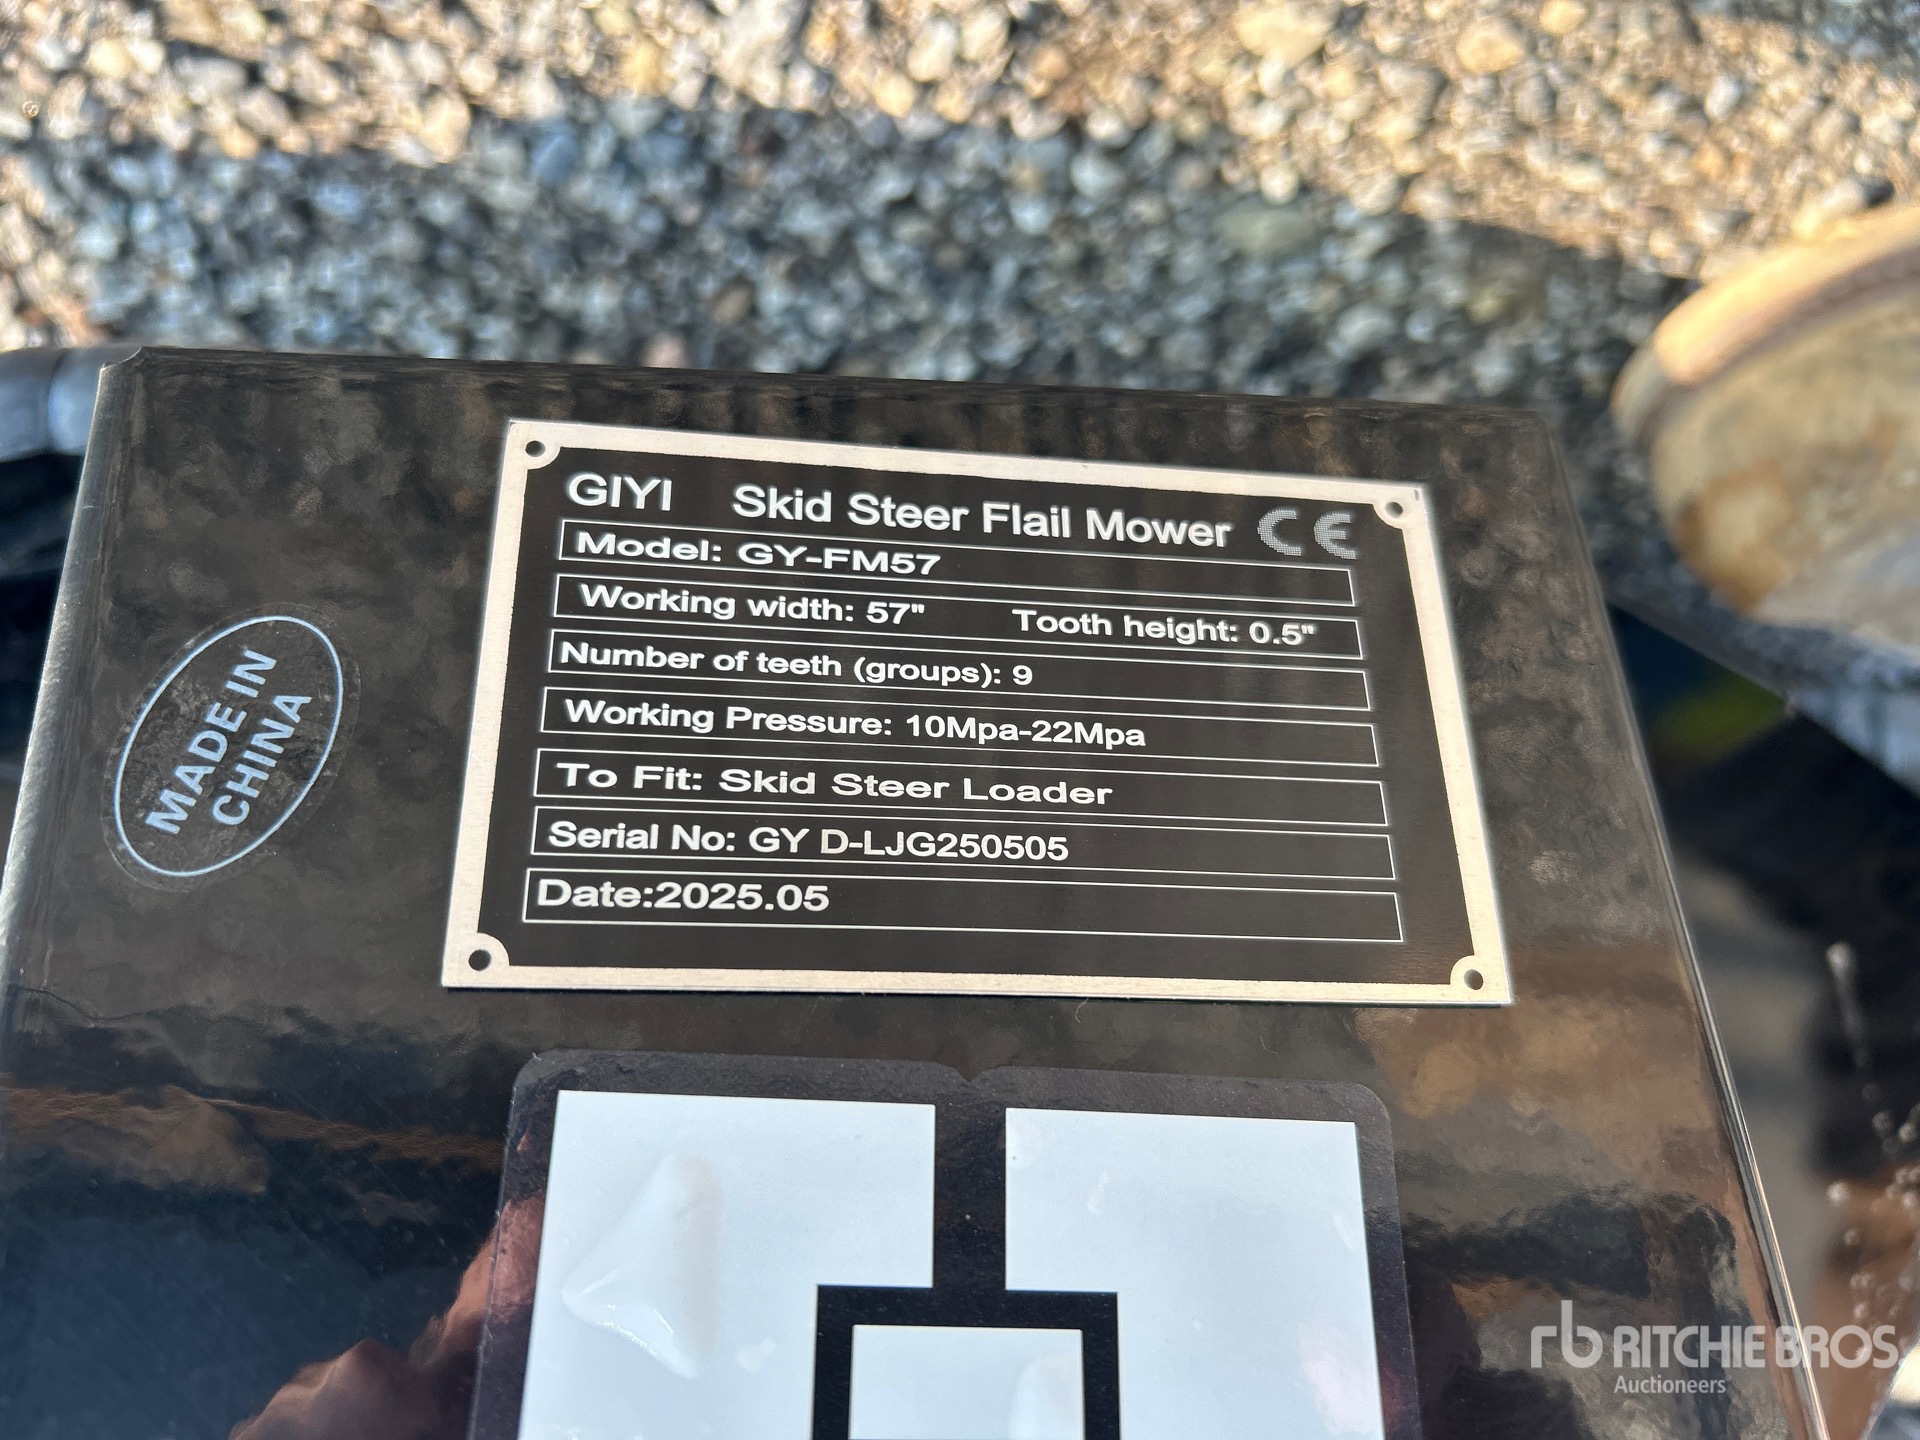 GIYI Skid Steer Flail Mower CE
Model: GY-FM57
Working width: 57" Tooth height: 0.5"
Number of teeth (groups): 9
Working Pressure: 10Mpa-22Mpa
To Fit: Skid Steer Loader
Serial No: GY D-LJG250505
Date:2025.05
MADE IN
CHINA
rb RITCHIE BROS.
Auctioneers